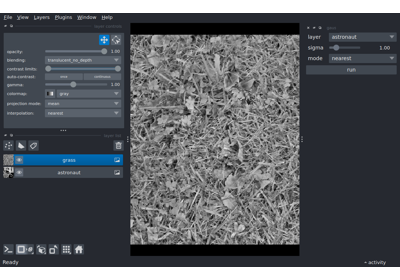 File View Layers Plugins Window Help
opacity: 1.00
blending: translucent_no_depth
contrast limits:
auto-contrast: once continuous
gamma: 1.00
colormap: gray
projection mode: mean
interpolation: nearest
layer list
grass
astronaut
Ready
layer astronaut
sigma 1.00
mode nearest
run
activity